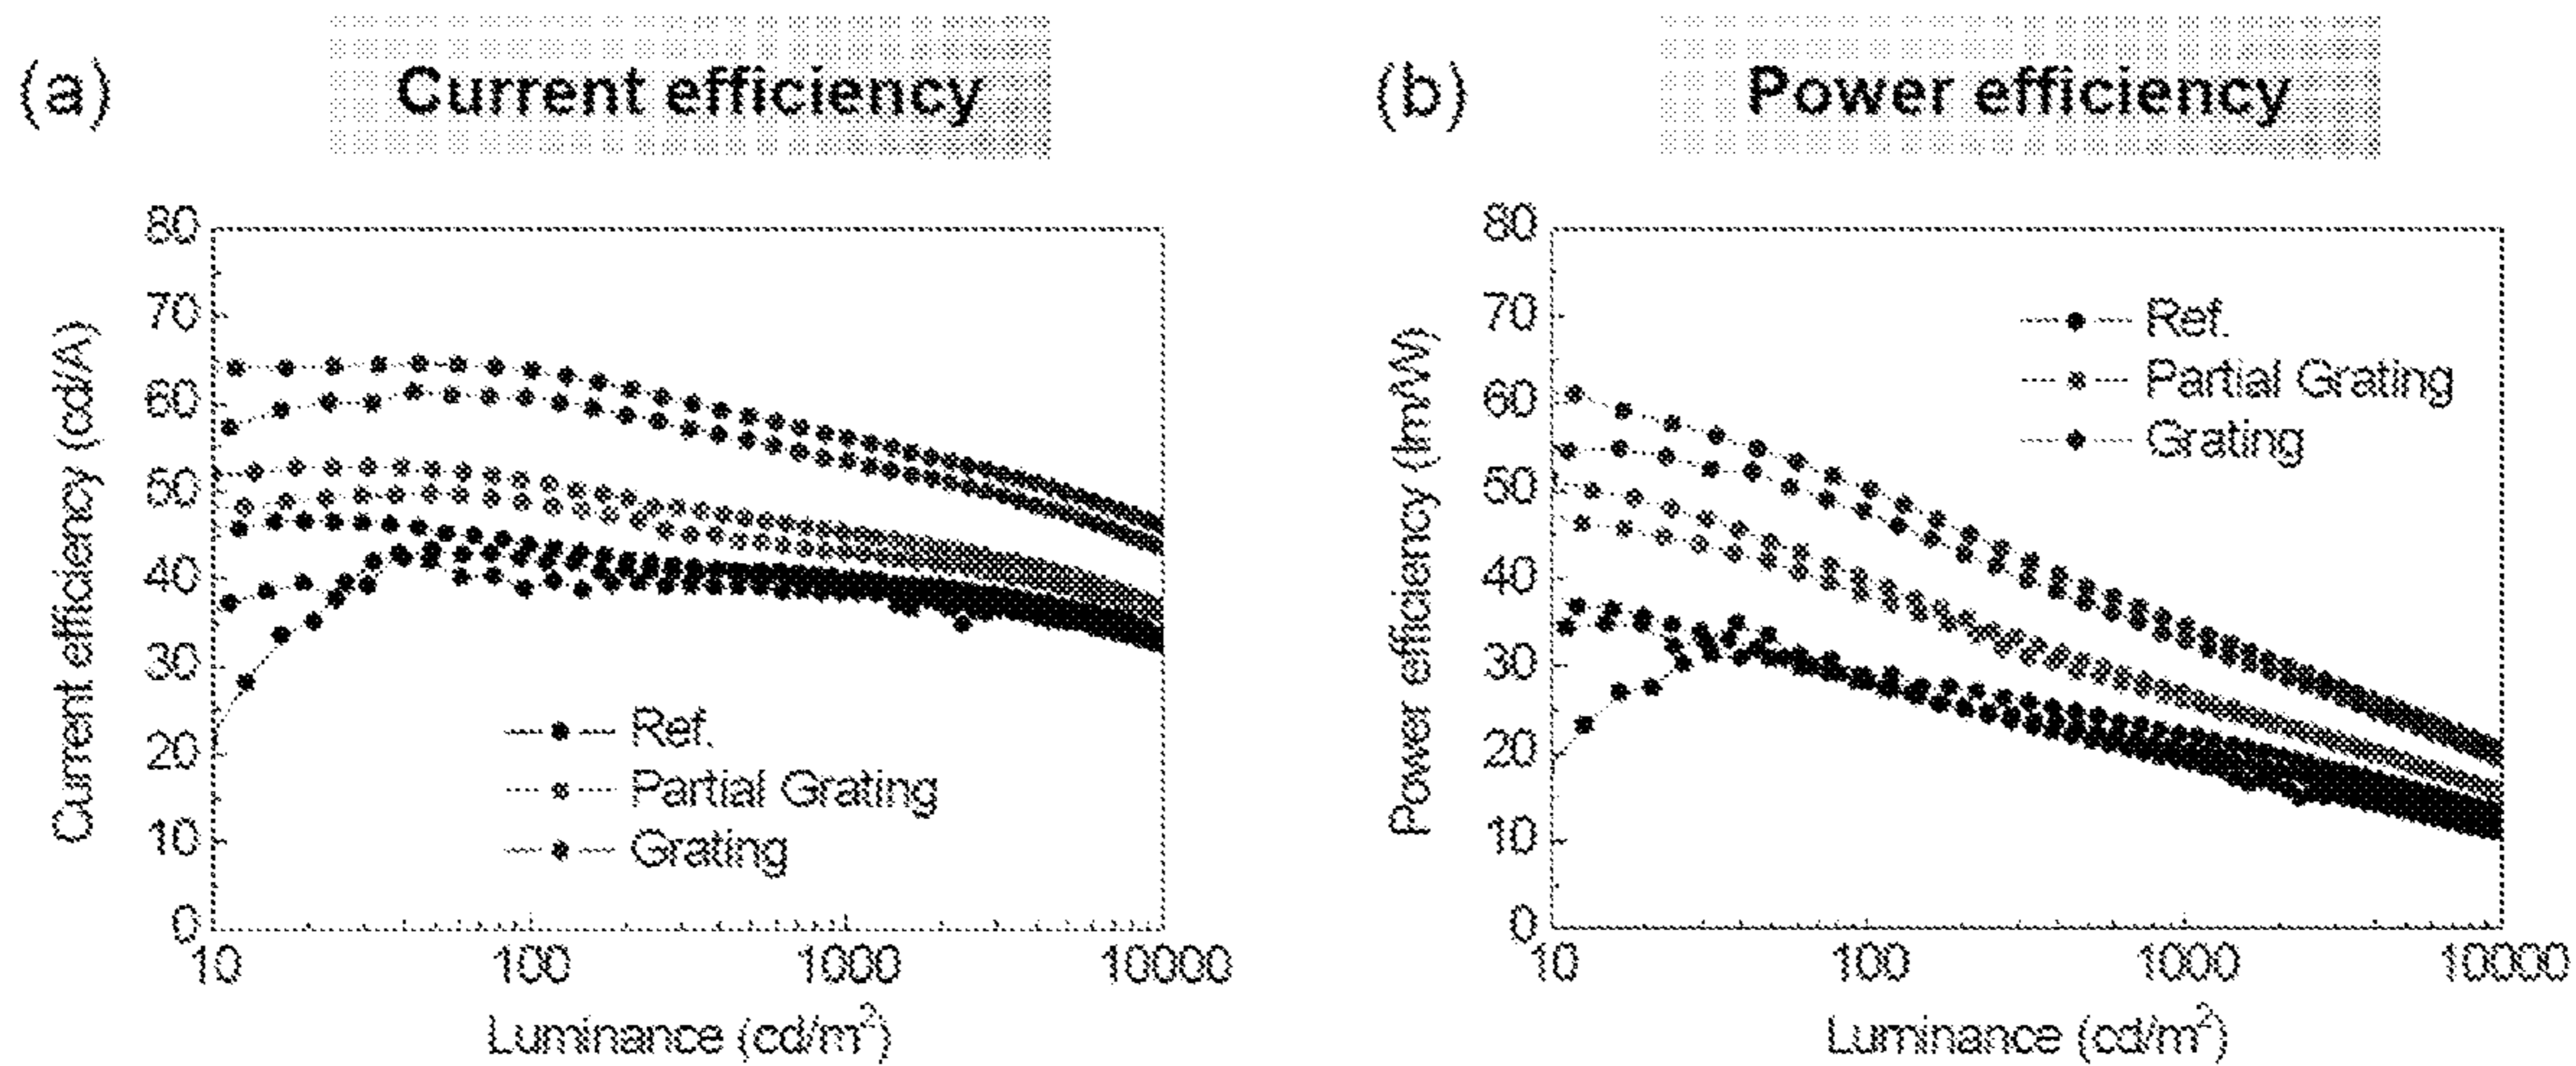 (a)
Current efficiency
80
70
60
50
40
30
20
10
0
Current efficiency (cd/A)
Ref.
Partial Grating
Grating
10 100 1000 10000
Luminance (cd/m²)
(b)
Power efficiency
80
70
60
50
40
30
20
10
0
Power efficiency (lm/W)
Ref.
Partial Grating
Grating
10 100 1000 10000
Luminance (cd/m²)